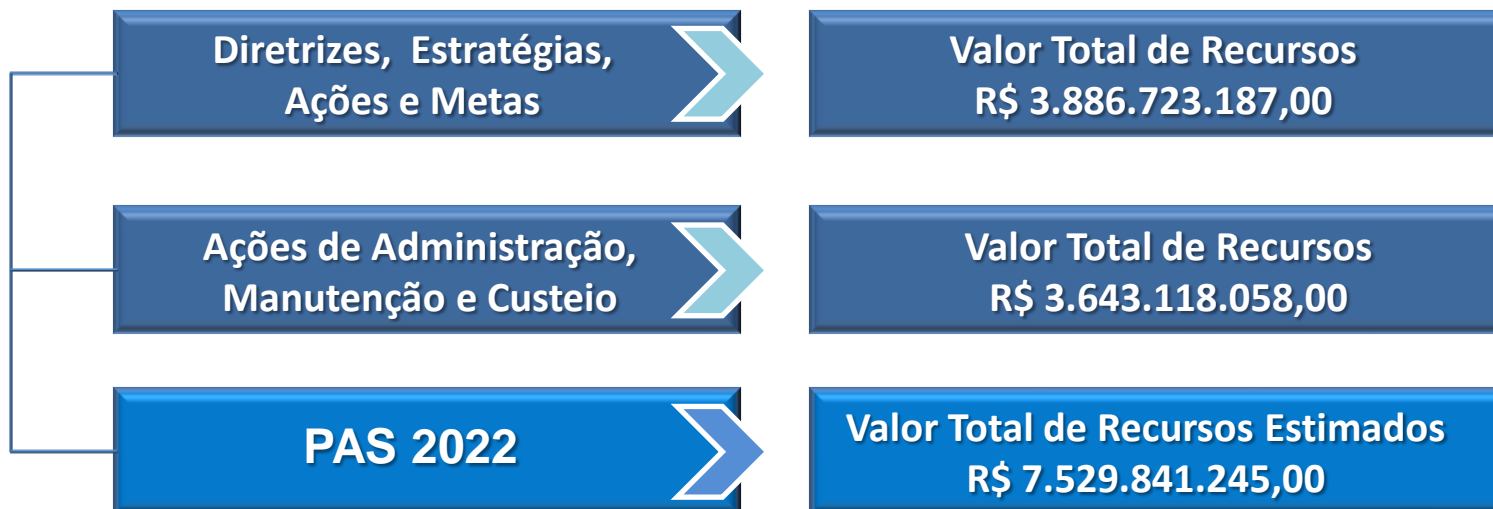 Diretrizes, Estratégias,
Ações e Metas
Valor Total de Recursos
R$ 3.886.723.187,00
Ações de Administração,
Manutenção e Custeio
Valor Total de Recursos
R$ 3.643.118.058,00
PAS 2022
Valor Total de Recursos Estimados
R$ 7.529.841.245,00